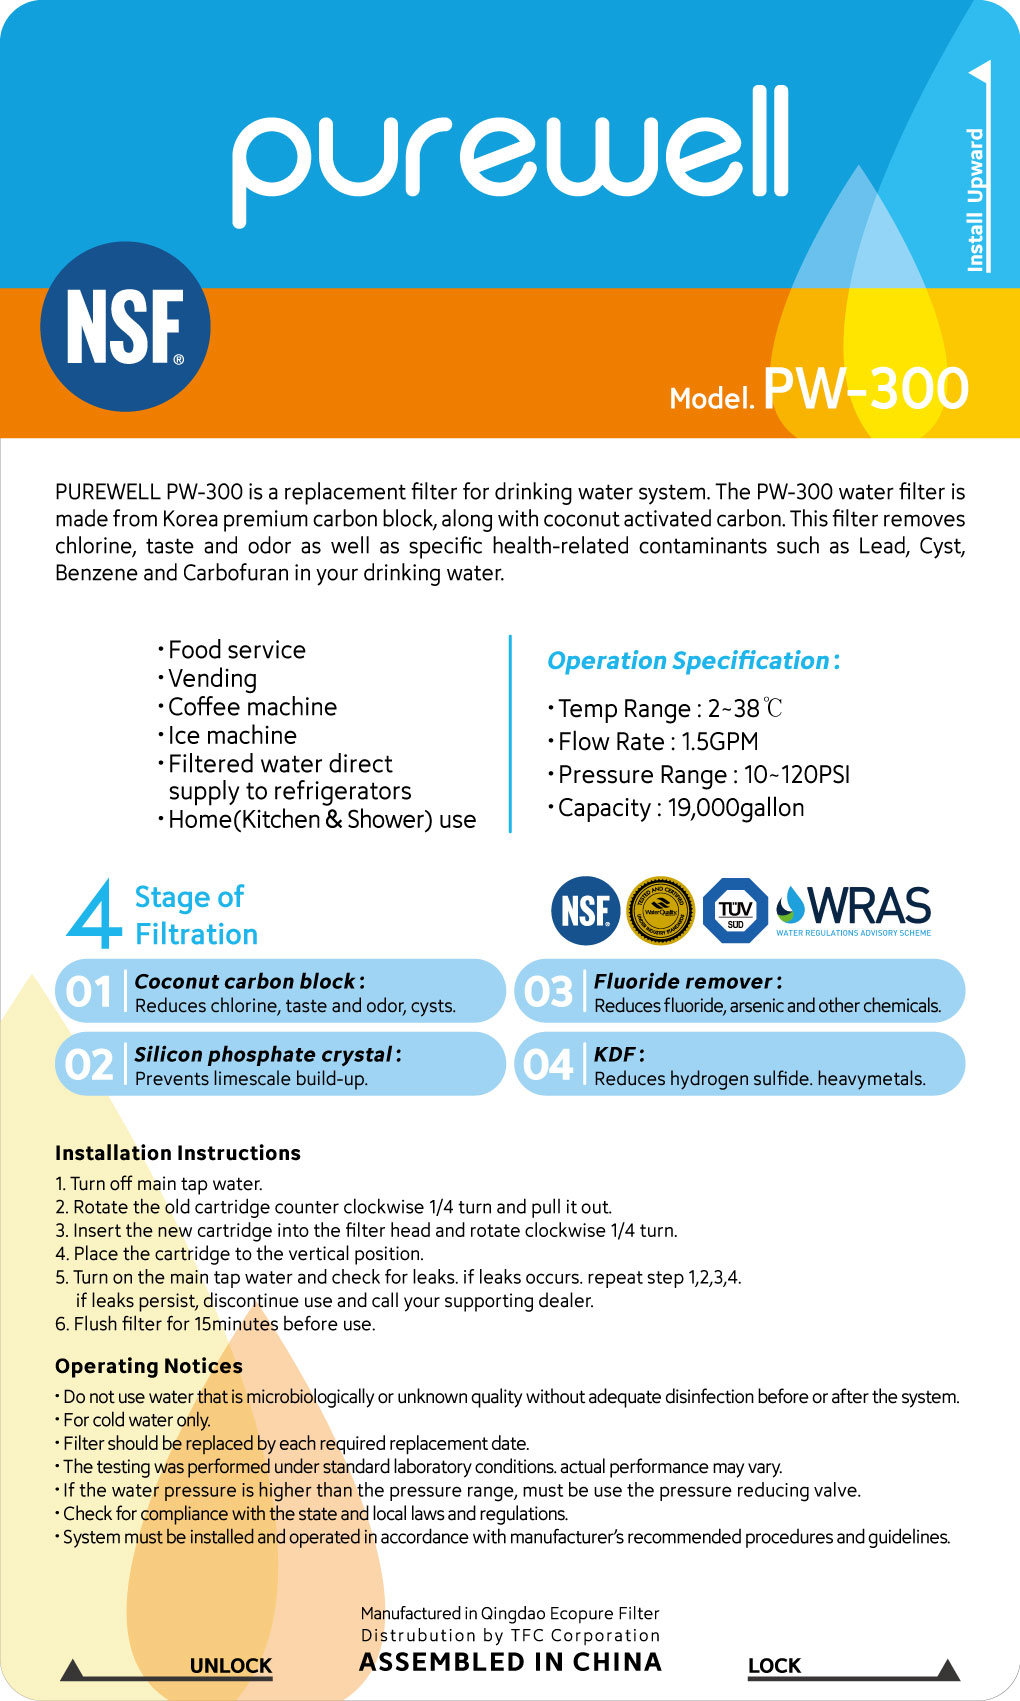 Install Upward
purewell
NSF®
Model. PW-300
PUREWELL PW-300 is a replacement filter for drinking water system. The PW-300 water filter is
made from Korea premium carbon block, along with coconut activated carbon. This filter removes
chlorine, taste and odor as well as specific health-related contaminants such as Lead, Cyst,
Benzene and Carbofuran in your drinking water.
· Food service
· Vending
· Coffee machine
· Ice machine
· Filtered water direct
supply to refrigerators
· Home(Kitchen & Shower) use
Operation Specification :
· Temp Range : 2~38℃
· Flow Rate : 1.5GPM
· Pressure Range : 10~120PSI
· Capacity : 19,000gallon
4 Stage of
Filtration
NSF®
TESTED AND CERTIFIED
WaterQuality
UNDER INDUSTRY STANDARDS
TÜV
SÜD
WRAS
WATER REGULATIONS ADVISORY SCHEME
01 Coconut carbon block :
Reduces chlorine, taste and odor, cysts.
02 Silicon phosphate crystal :
Prevents limescale build-up.
03 Fluoride remover :
Reduces fluoride, arsenic and other chemicals.
04 KDF :
Reduces hydrogen sulfide. heavymetals.
Installation Instructions
1. Turn off main tap water.
2. Rotate the old cartridge counter clockwise 1/4 turn and pull it out.
3. Insert the new cartridge into the filter head and rotate clockwise 1/4 turn.
4. Place the cartridge to the vertical position.
5. Turn on the main tap water and check for leaks. if leaks occurs. repeat step 1,2,3,4.
if leaks persist, discontinue use and call your supporting dealer.
6. Flush filter for 15minutes before use.
Operating Notices
· Do not use water that is microbiologically or unknown quality without adequate disinfection before or after the system.
· For cold water only.
· Filter should be replaced by each required replacement date.
· The testing was performed under standard laboratory conditions. actual performance may vary.
· If the water pressure is higher than the pressure range, must be use the pressure reducing valve.
· Check for compliance with the state and local laws and regulations.
· System must be installed and operated in accordance with manufacturer's recommended procedures and guidelines.
Manufactured in Qingdao Ecopure Filter
Distrubution by TFC Corporation
ASSEMBLED IN CHINA
UNLOCK
LOCK